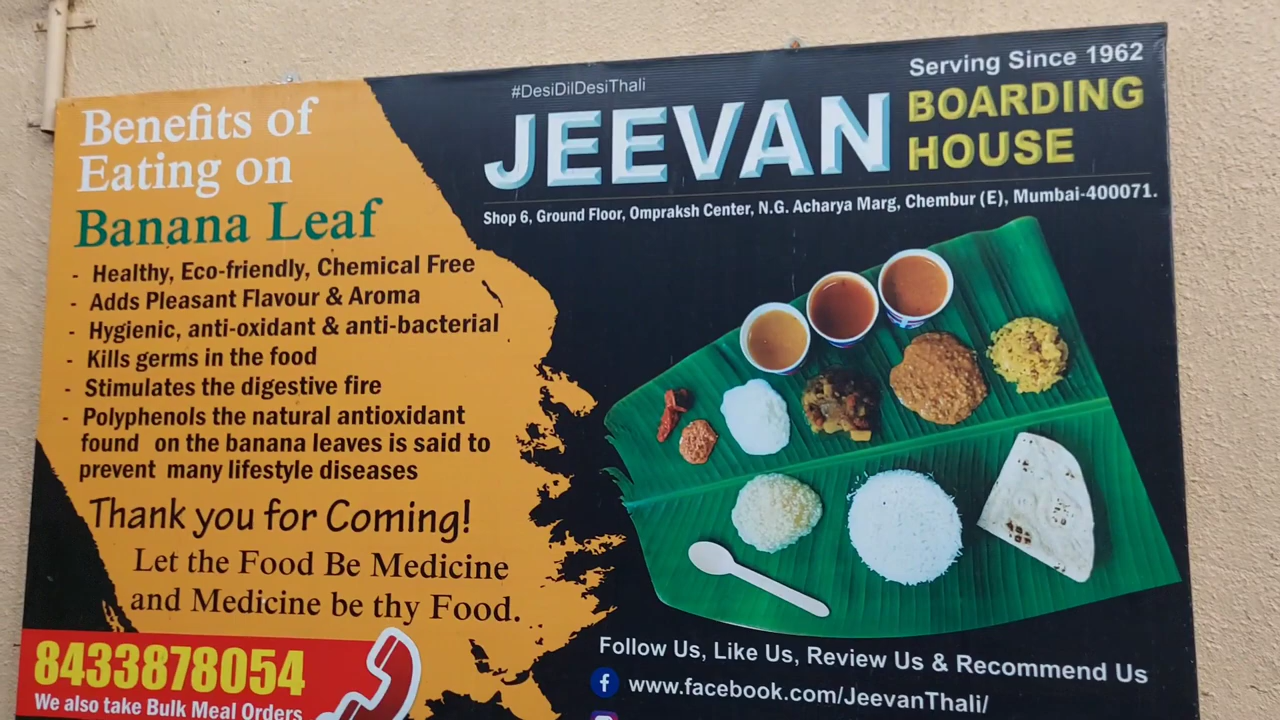 Benefits of
Eating on
Banana Leaf
- Healthy, Eco-friendly, Chemical Free
- Adds Pleasant Flavour & Aroma
- Hygienic, anti-oxidant & anti-bacterial
- Kills germs in the food
- Stimulates the digestive fire
- Polyphenols the natural antioxidant
found on the banana leaves is said to
prevent many lifestyle diseases
Thank you for Coming!
Let the Food Be Medicine
and Medicine be thy Food.
8433878054
We also take Bulk Meal Orders
#DesiDilDesiThali
Serving Since 1962
JEEVAN BOARDING
HOUSE
Shop 6, Ground Floor, Ompraksh Center, N.G. Acharya Marg, Chembur (E), Mumbai-400071.
Follow Us, Like Us, Review Us & Recommend Us
www.facebook.com/JeevanThali/